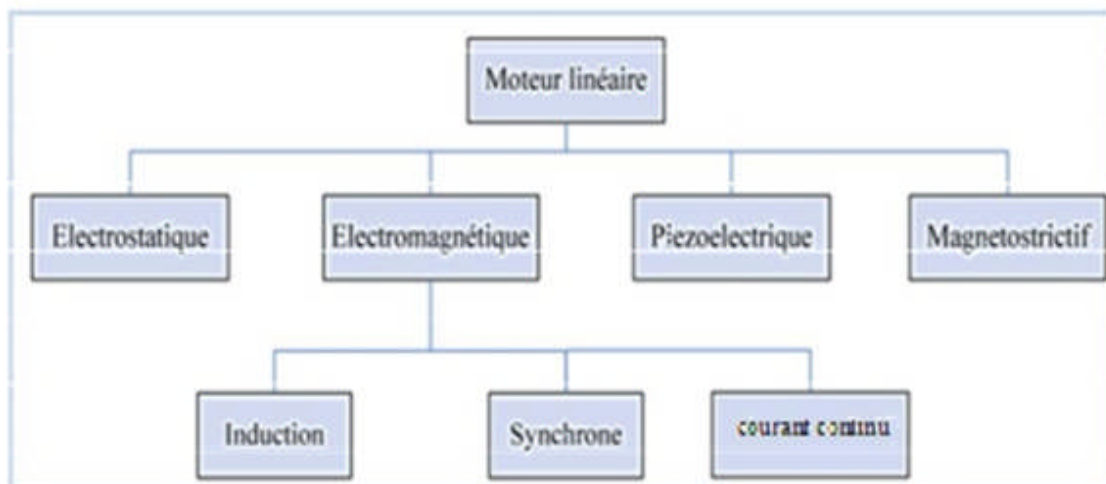 Moteur linéaire
Electrostatique
Electromagnétique
Piezoelectrique
Magnetostrictif
Induction
Synchrone
courant continu